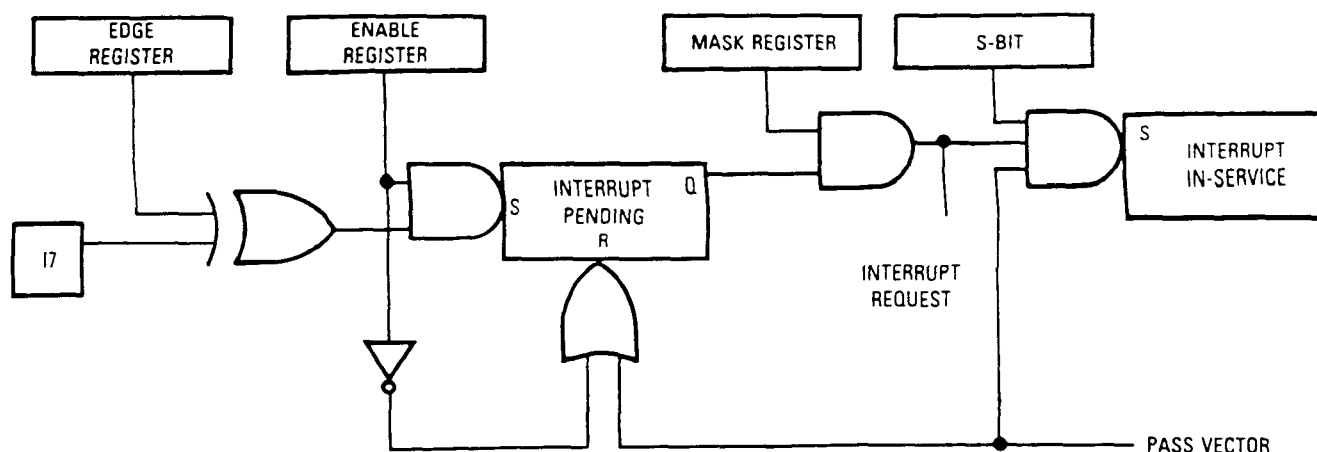 EDGE
REGISTER
ENABLE
REGISTER
MASK REGISTER
S-BIT
I7
S
INTERRUPT
PENDING
R
Q
INTERRUPT
REQUEST
S
INTERRUPT
IN-SERVICE
PASS VECTOR